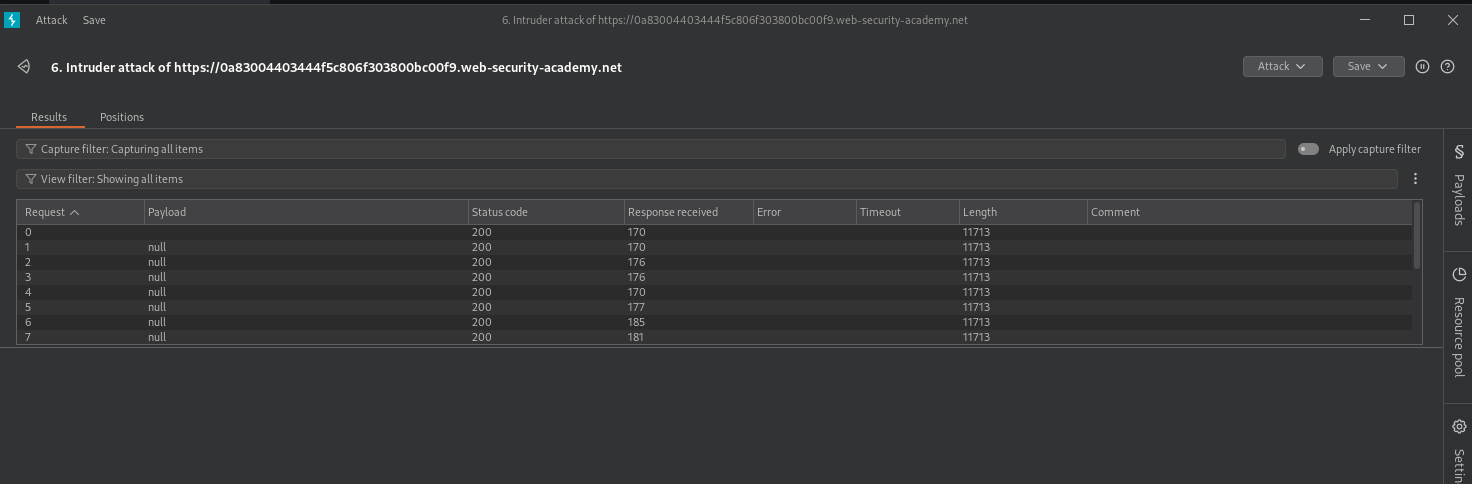 Attack Save 6. Intruder attack of https://0a83004403444f5c806f303800bc00f9.web-security-academy.net
6. Intruder attack of https://0a83004403444f5c806f303800bc00f9.web-security-academy.net Attack Save
Results Positions
Capture filter: Capturing all items Apply capture filter
View filter: Showing all items
Request Payload Status code Response received Error Timeout Length Comment
0 200 170 11713
1 null 200 170 11713
2 null 200 176 11713
3 null 200 176 11713
4 null 200 170 11713
5 null 200 177 11713
6 null 200 185 11713
7 null 200 181 11713
Payloads
Resource pool
Settin